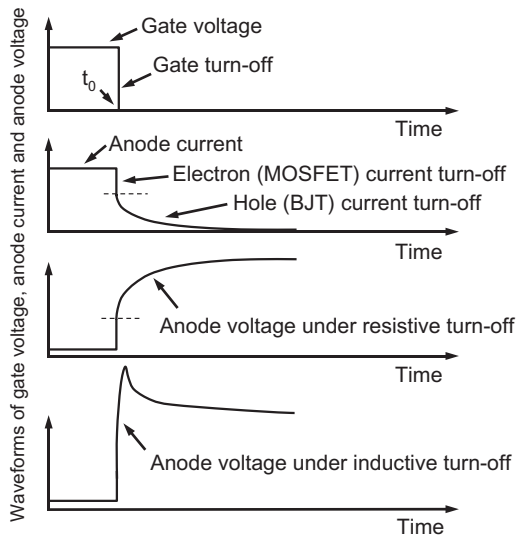 Waveforms of gate voltage, anode current and anode voltage
Gate voltage
t0
Gate turn-off
Time
Anode current
Electron (MOSFET) current turn-off
Hole (BJT) current turn-off
Time
Anode voltage under resistive turn-off
Time
Anode voltage under inductive turn-off
Time